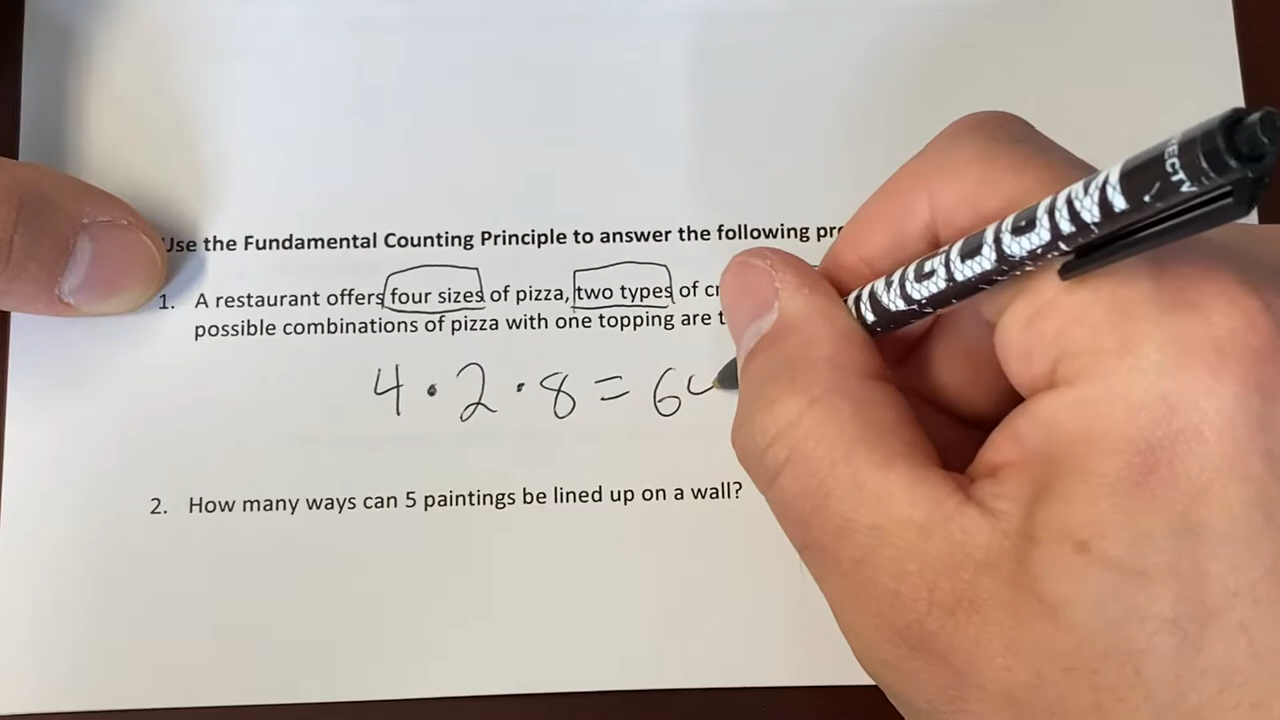 Use the Fundamental Counting Principle to answer the following
1. A restaurant offers four sizes of pizza, two types of
possible combinations of pizza with one topping are
4 · 2 · 8 = 6
2. How many ways can 5 paintings be lined up on a wall?